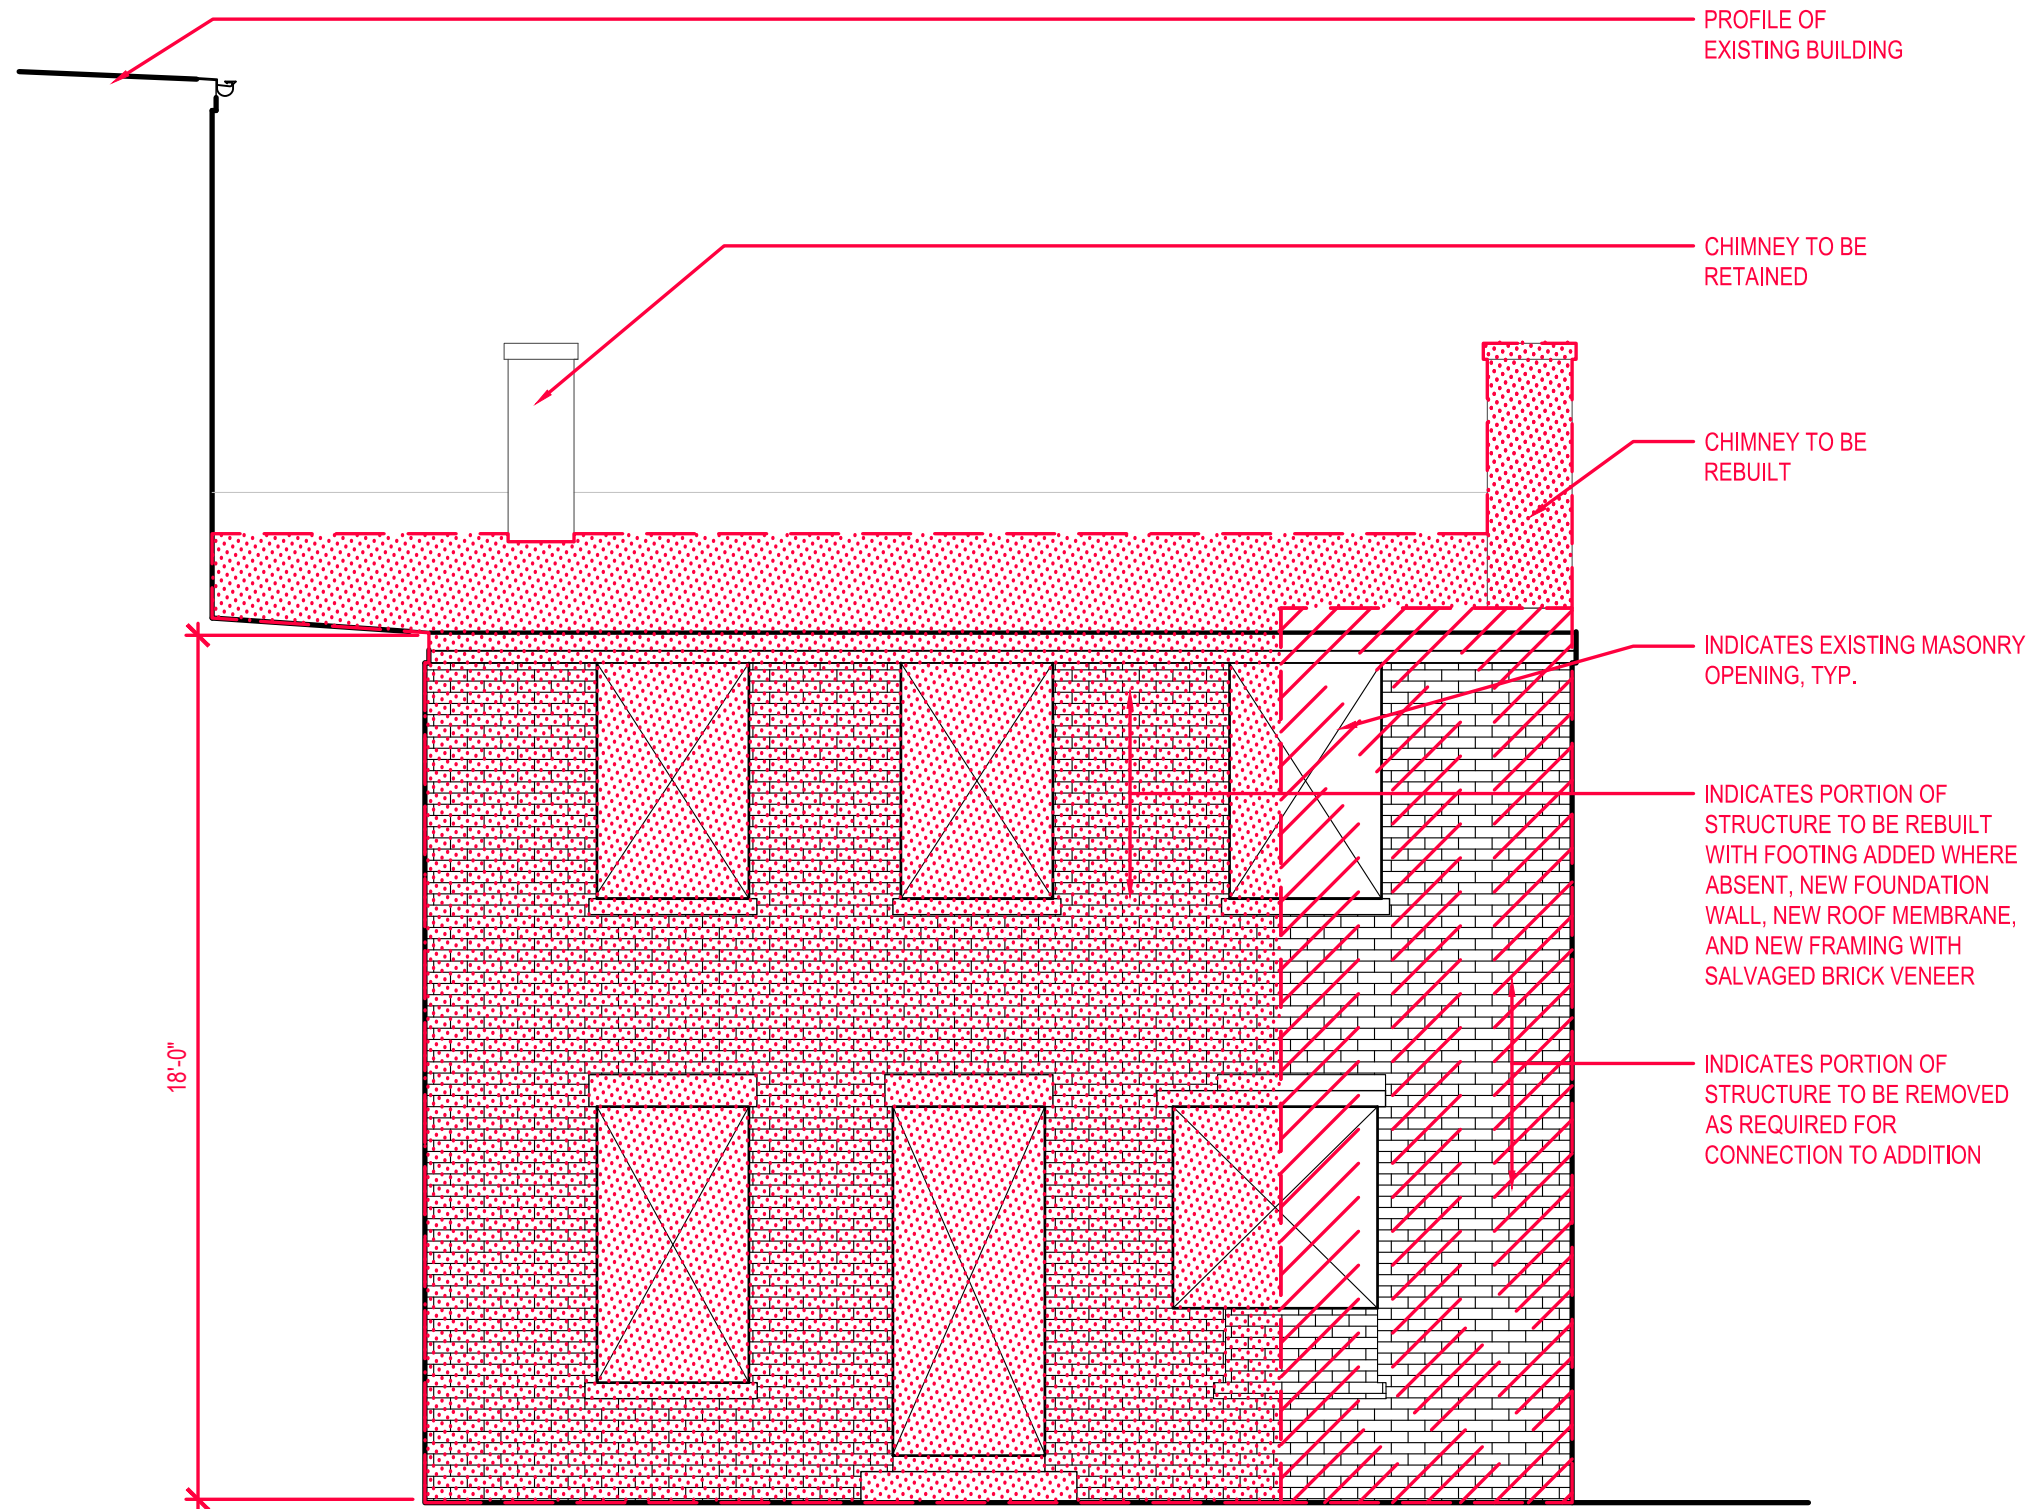 PROFILE OF
EXISTING BUILDING
CHIMNEY TO BE
RETAINED
CHIMNEY TO BE
REBUILT
INDICATES EXISTING MASONRY
OPENING, TYP.
INDICATES PORTION OF
STRUCTURE TO BE REBUILT
WITH FOOTING ADDED WHERE
ABSENT, NEW FOUNDATION
WALL, NEW ROOF MEMBRANE,
AND NEW FRAMING WITH
SALVAGED BRICK VENEER
INDICATES PORTION OF
STRUCTURE TO BE REMOVED
AS REQUIRED FOR
CONNECTION TO ADDITION
18'-0"